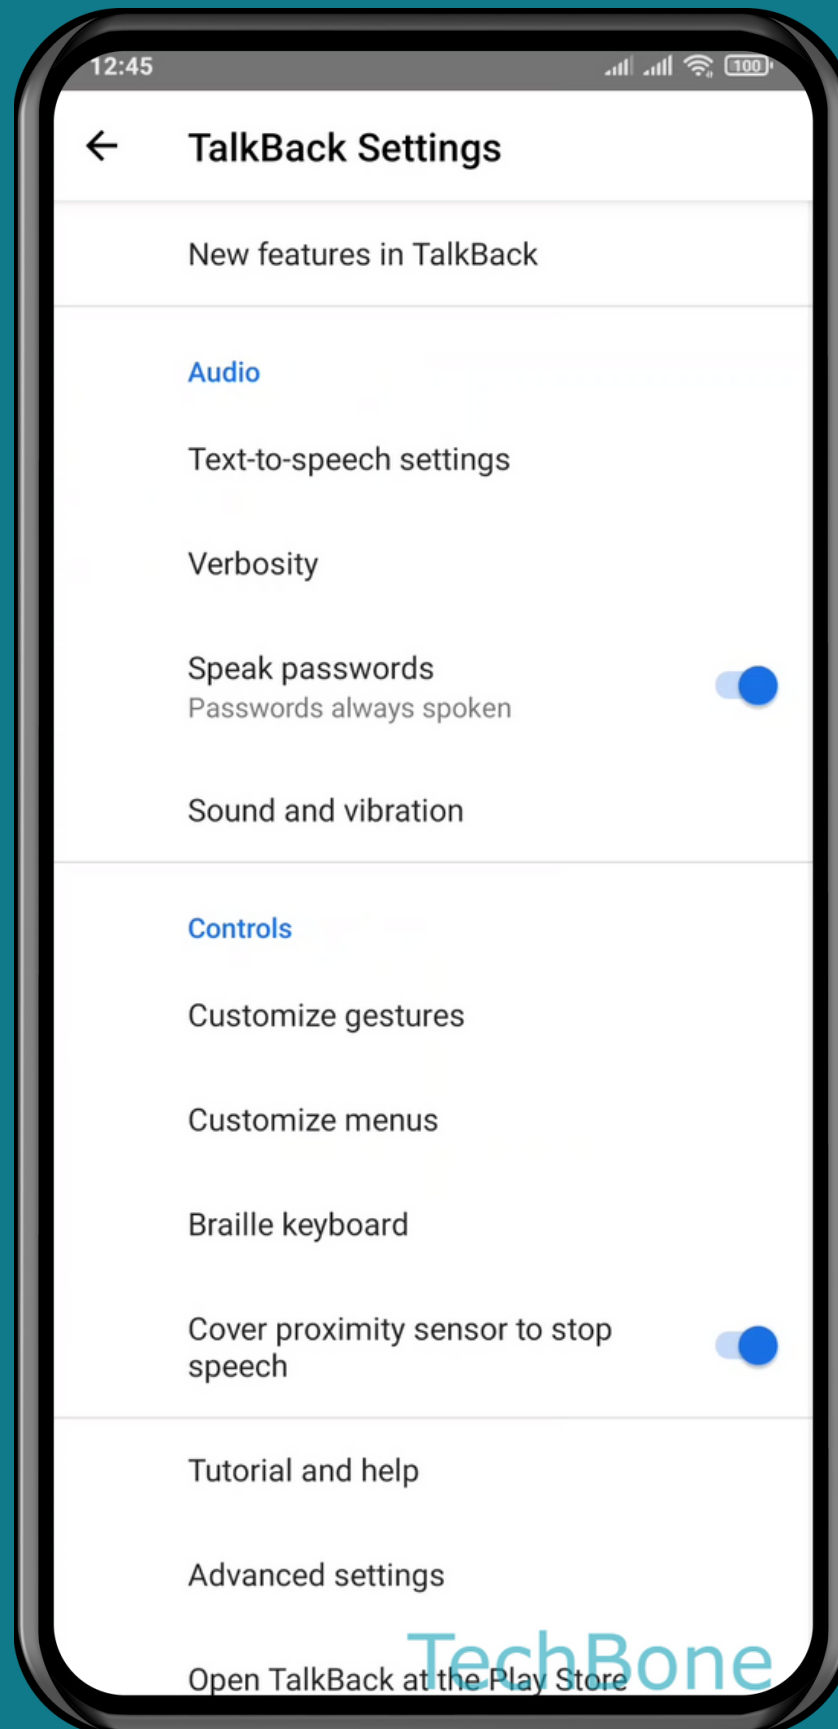 12:45
100
TalkBack Settings
New features in TalkBack
Audio
Text-to-speech settings
Verbosity
Speak passwords
Passwords always spoken
Sound and vibration
Controls
Customize gestures
Customize menus
Braille keyboard
Cover proximity sensor to stop
speech
Tutorial and help
Advanced settings
Open TalkBack at the Play Store
TechBone